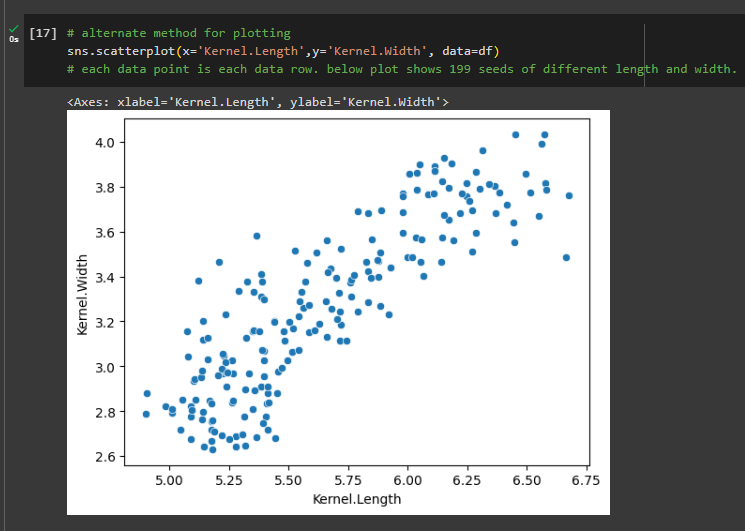 [17] # alternate method for plotting
0s
sns.scatterplot(x='Kernel.Length',y='Kernel.Width', data=df)
# each data point is each data row. below plot shows 199 seeds of different length and width.
<Axes: xlabel='Kernel.Length', ylabel='Kernel.Width'>
4.0
3.8
3.6
3.4
3.2
3.0
2.8
2.6
Kernel.Width
5.00 5.25 5.50 5.75 6.00 6.25 6.50 6.75
Kernel.Length